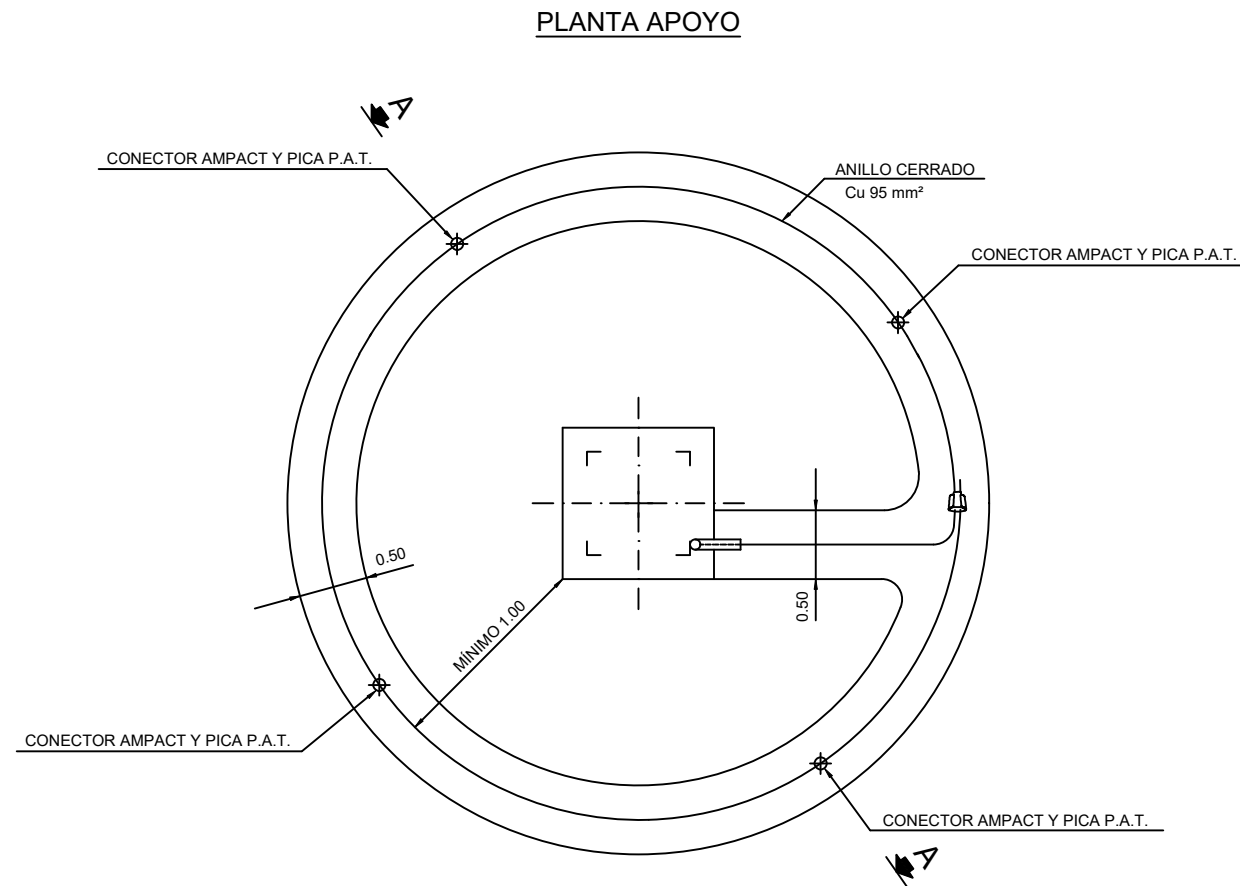 PLANTA APOYO
A
CONECTOR AMPACT Y PICA P.A.T.
ANILLO CERRADO
Cu 95 mm²
CONECTOR AMPACT Y PICA P.A.T.
0.50
0.50
MÍNIMO 1.00
CONECTOR AMPACT Y PICA P.A.T.
CONECTOR AMPACT Y PICA P.A.T.
A